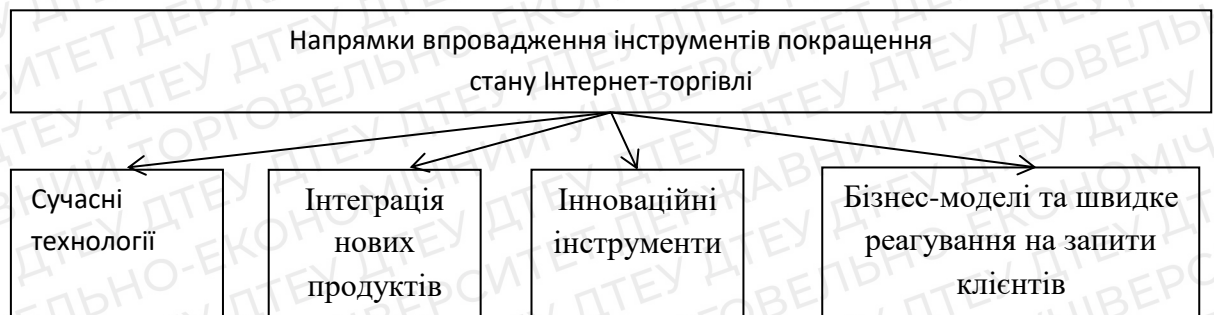 Напрямки впровадження інструментів покращення
стану Інтернет-торгівлі
Сучасні
технології
Інтеграція
нових
продуктів
Інноваційні
інструменти
Бізнес-моделі та швидке
реагування на запити
клієнтів